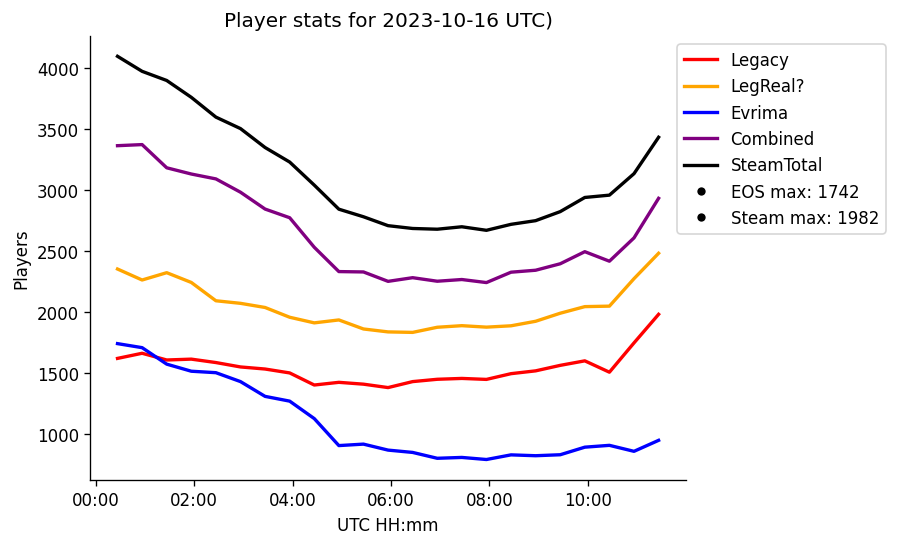 Player stats for 2023-10-16 UTC)
Players
4000
3500
3000
2500
2000
1500
1000
00:00 02:00 04:00 06:00 08:00 10:00
UTC HH:mm
Legacy
LegReal?
Evrima
Combined
SteamTotal
EOS max: 1742
Steam max: 1982